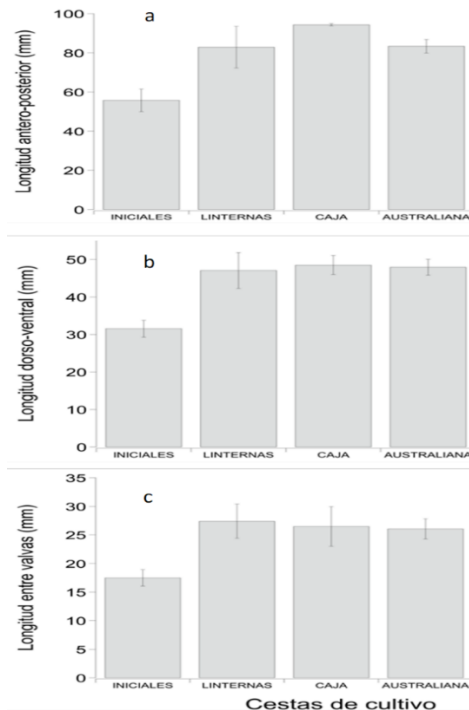 a
Longitud antero-posterior (mm)
100
80
60
40
20
0
INICIALES LINTERNAS CAJA AUSTRALIANA
b
Longitud dorso-ventral (mm)
50
40
30
20
10
0
INICIALES LINTERNAS CAJA AUSTRALIANA
c
Longitud entre valvas (mm)
35
30
25
20
15
10
5
0
INICIALES LINTERNAS CAJA AUSTRALIANA
Cestas de cultivo